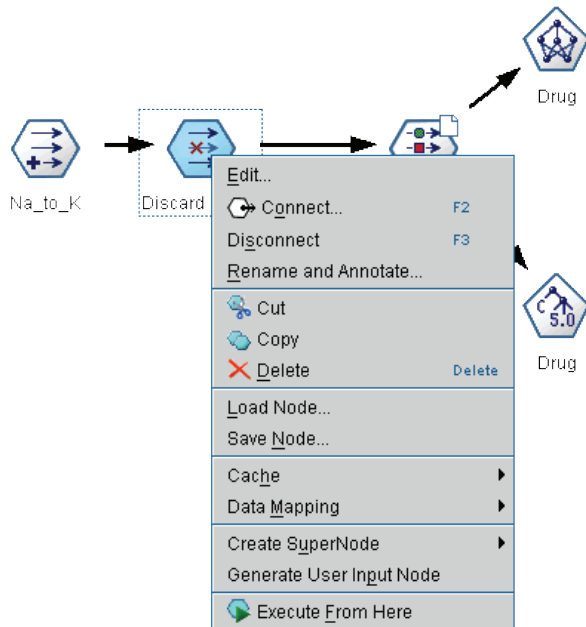 Drug
Na_to_K
Discard
Edit...
Connect... F2
Disconnect F3
Rename and Annotate...
Cut
Copy
Delete Delete
Load Node...
Save Node...
Cache
Data Mapping
Create SuperNode
Generate User Input Node
Execute From Here
C 5.0
Drug